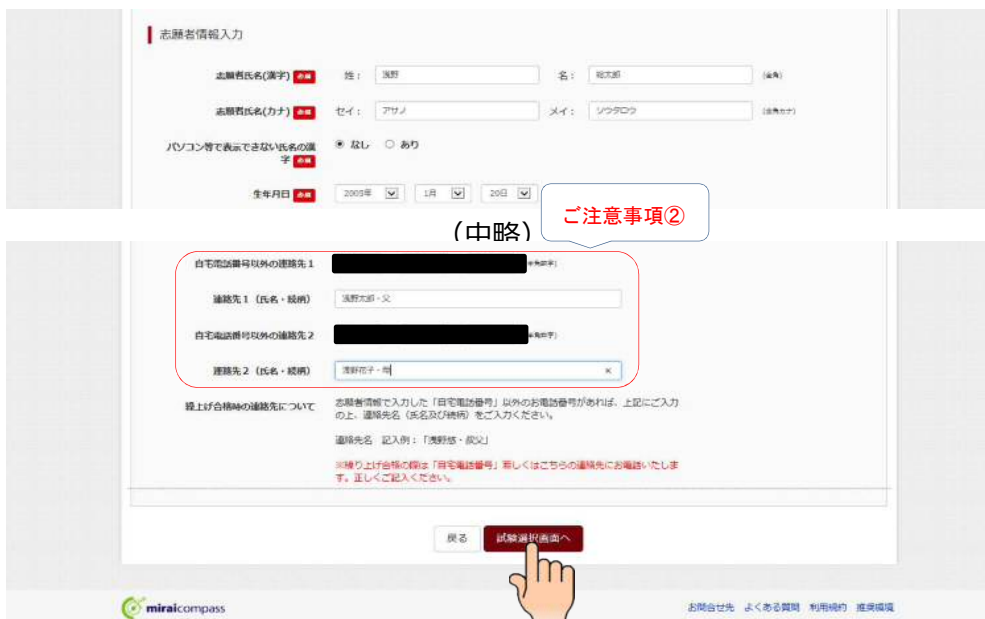 志願者情報入力
志願者氏名(漢字) 必須 姓： 浅野 名： 総太郎 (全角)
志願者氏名(カナ) 必須 セイ： アサノ メイ： ソウタロウ (全角カナ)
パソコン等で表示できない氏名の漢 なし あり
字 必須
生年月日 必須 2005年 1月 20日
ご注意事項②
（中略）
自宅電話番号以外の連絡先1 半角数字)
連絡先1（氏名・続柄） 浅野太郎・父
自宅電話番号以外の連絡先2 半角数字)
連絡先2（氏名・続柄） 浅野花子・母 ×
繰上げ合格時の連絡先について 志願者情報で入力した「自宅電話番号」以外のお電話番号があれば、上記にご入力
の上、連絡先名（氏名及び続柄）をご入力ください。
連絡先名 記入例：「浅野悠・叔父」
※繰り上げ合格の際は「自宅電話番号」若しくはこちらの連絡先にお電話いたしま
す。正しくご記入ください。
戻る 試験選択画面へ
miraicompass お問合せ先 よくある質問 利用規約 推奨環境